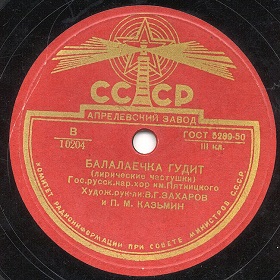 СССР
АПРЕЛЕВСКИЙ ЗАВОД
В
10204
ГОСТ 5289-50
III кл.
БАЛАЛАЕЧКА ГУДИТ
(лирические частушки)
Гос.русск.нар.хор им.Пятницкого
Худож.рук-ли:В.Г.ЗАХАРОВ
и П.М.КАЗЬМИН
КОМИТЕТ РАДИОИНФОРМАЦИИ ПРИ СОВЕТЕ МИНИСТРОВ СССР.